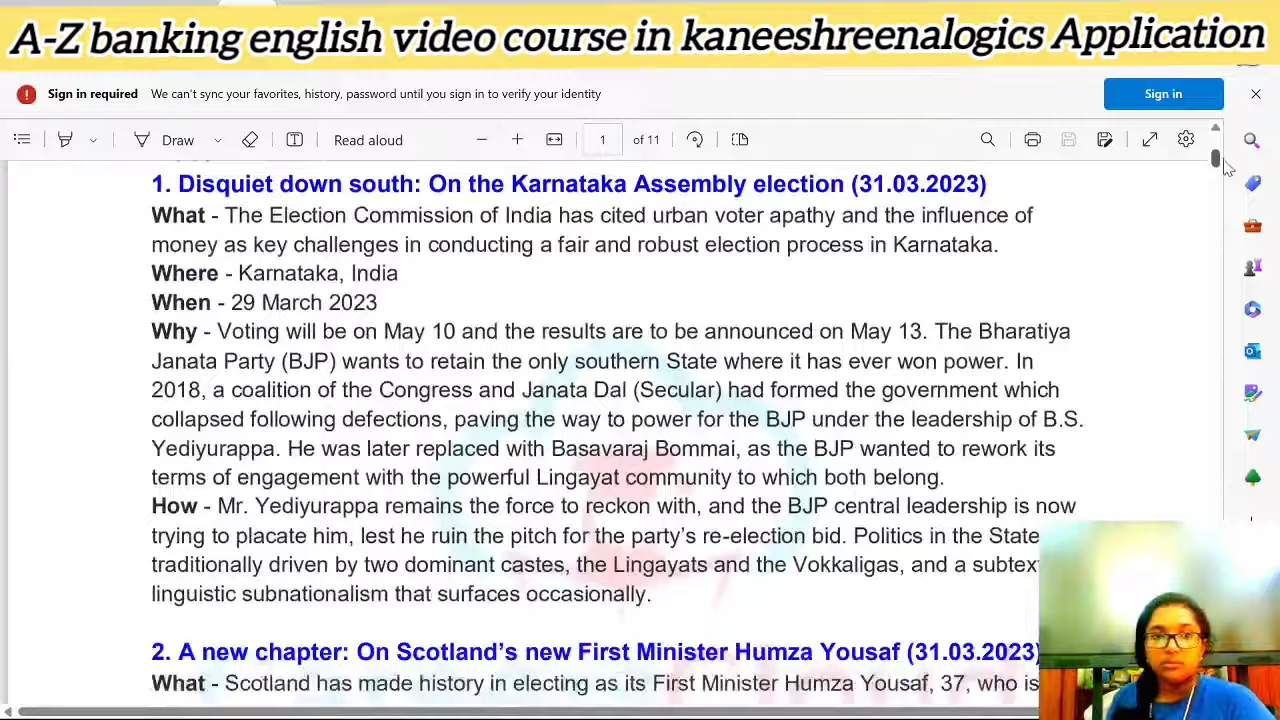 A-Z banking english video course in kaneeshreenalogics Application
Sign in required We can't sync your favorites, history, password until you sign in to verify your identity
Sign in
Draw
Read aloud
1
of 11
1. Disquiet down south: On the Karnataka Assembly election (31.03.2023)
What - The Election Commission of India has cited urban voter apathy and the influence of
money as key challenges in conducting a fair and robust election process in Karnataka.
Where - Karnataka, India
When - 29 March 2023
Why - Voting will be on May 10 and the results are to be announced on May 13. The Bharatiya
Janata Party (BJP) wants to retain the only southern State where it has ever won power. In
2018, a coalition of the Congress and Janata Dal (Secular) had formed the government which
collapsed following defections, paving the way to power for the BJP under the leadership of B.S.
Yediyurappa. He was later replaced with Basavaraj Bommai, as the BJP wanted to rework its
terms of engagement with the powerful Lingayat community to which both belong.
How - Mr. Yediyurappa remains the force to reckon with, and the BJP central leadership is now
trying to placate him, lest he ruin the pitch for the party's re-election bid. Politics in the State
traditionally driven by two dominant castes, the Lingayats and the Vokkaligas, and a subtext
linguistic subnationalism that surfaces occasionally.
2. A new chapter: On Scotland's new First Minister Humza Yousaf (31.03.2023)
What - Scotland has made history in electing as its First Minister Humza Yousaf, 37, who is